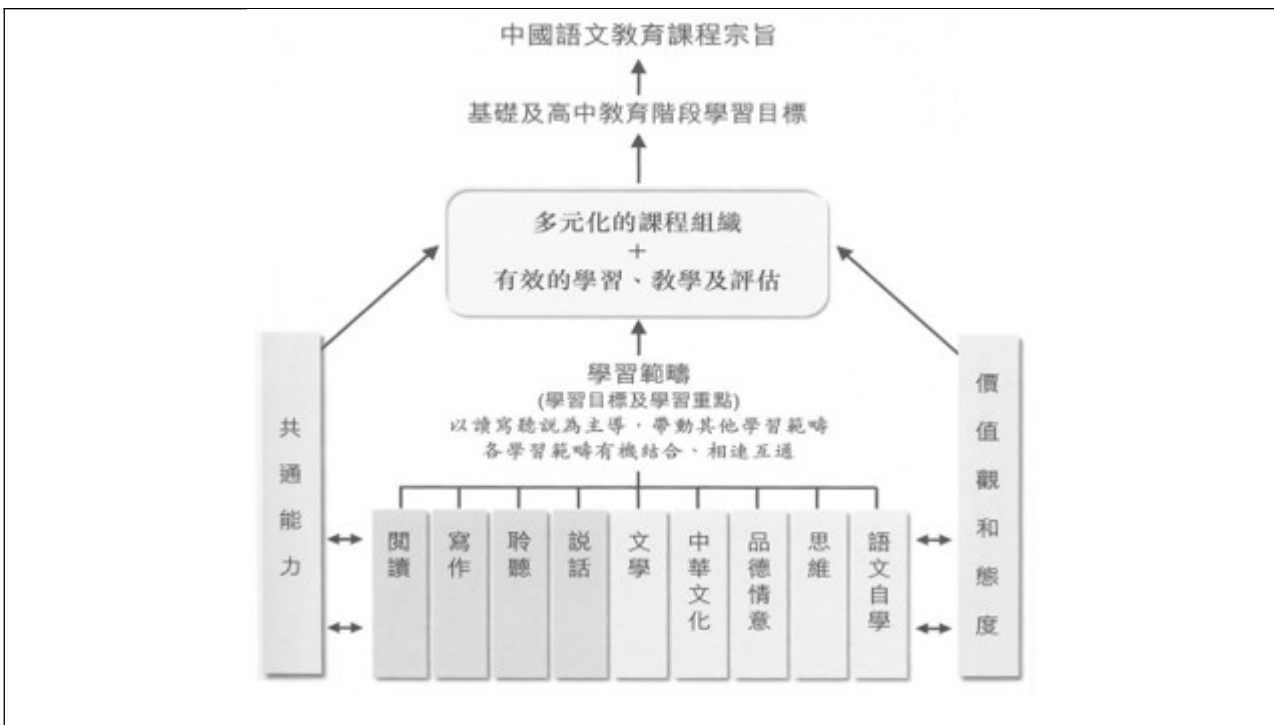 中國語文教育課程宗旨
基礎及高中教育階段學習目標
多元化的課程組織
+
有效的學習、教學及評估
學習範疇
(學習目標及學習重點)
以讀寫聽説為主導，帶動其他學習範疇
各學習範疇有機結合、相連互通
共通能力
閱讀
寫作
聆聽
説話
文學
中華文化
品德情意
思維
語文自學
價值觀和態度